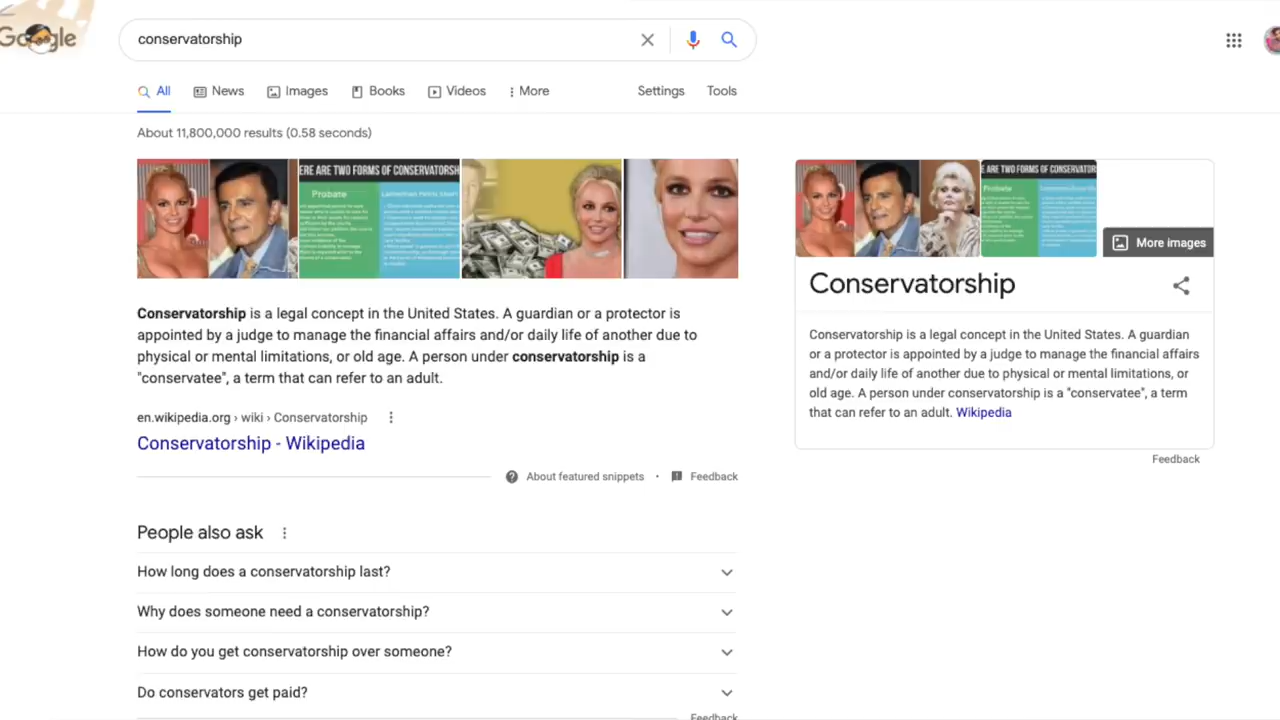 Google
conservatorship
All News Images Books Videos More Settings Tools
About 11,800,000 results (0.58 seconds)
ERE ARE TWO FORMS OF CONSERVATORSH
Probate
E ARE TWO FORMS OF CONSERVATOR
Probate
More images
Conservatorship
Conservatorship is a legal concept in the United States. A guardian or a protector is
appointed by a judge to manage the financial affairs and/or daily life of another due to
physical or mental limitations, or old age. A person under conservatorship is a
"conservatee", a term that can refer to an adult.
en.wikipedia.org › wiki › Conservatorship
Conservatorship - Wikipedia
About featured snippets • Feedback
Conservatorship is a legal concept in the United States. A guardian
or a protector is appointed by a judge to manage the financial affairs
and/or daily life of another due to physical or mental limitations, or
old age. A person under conservatorship is a "conservatee", a term
that can refer to an adult. Wikipedia
Feedback
People also ask
How long does a conservatorship last?
Why does someone need a conservatorship?
How do you get conservatorship over someone?
Do conservators get paid?
Feedback